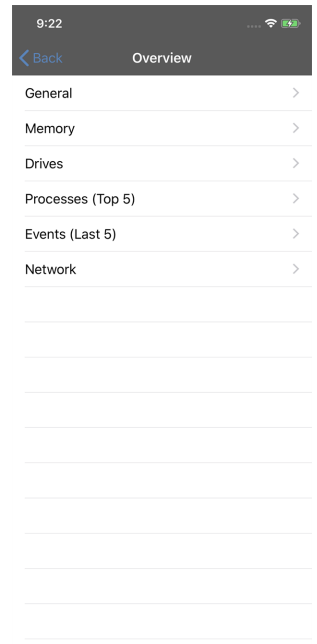 9:22
Back Overview
General
Memory
Drives
Processes (Top 5)
Events (Last 5)
Network